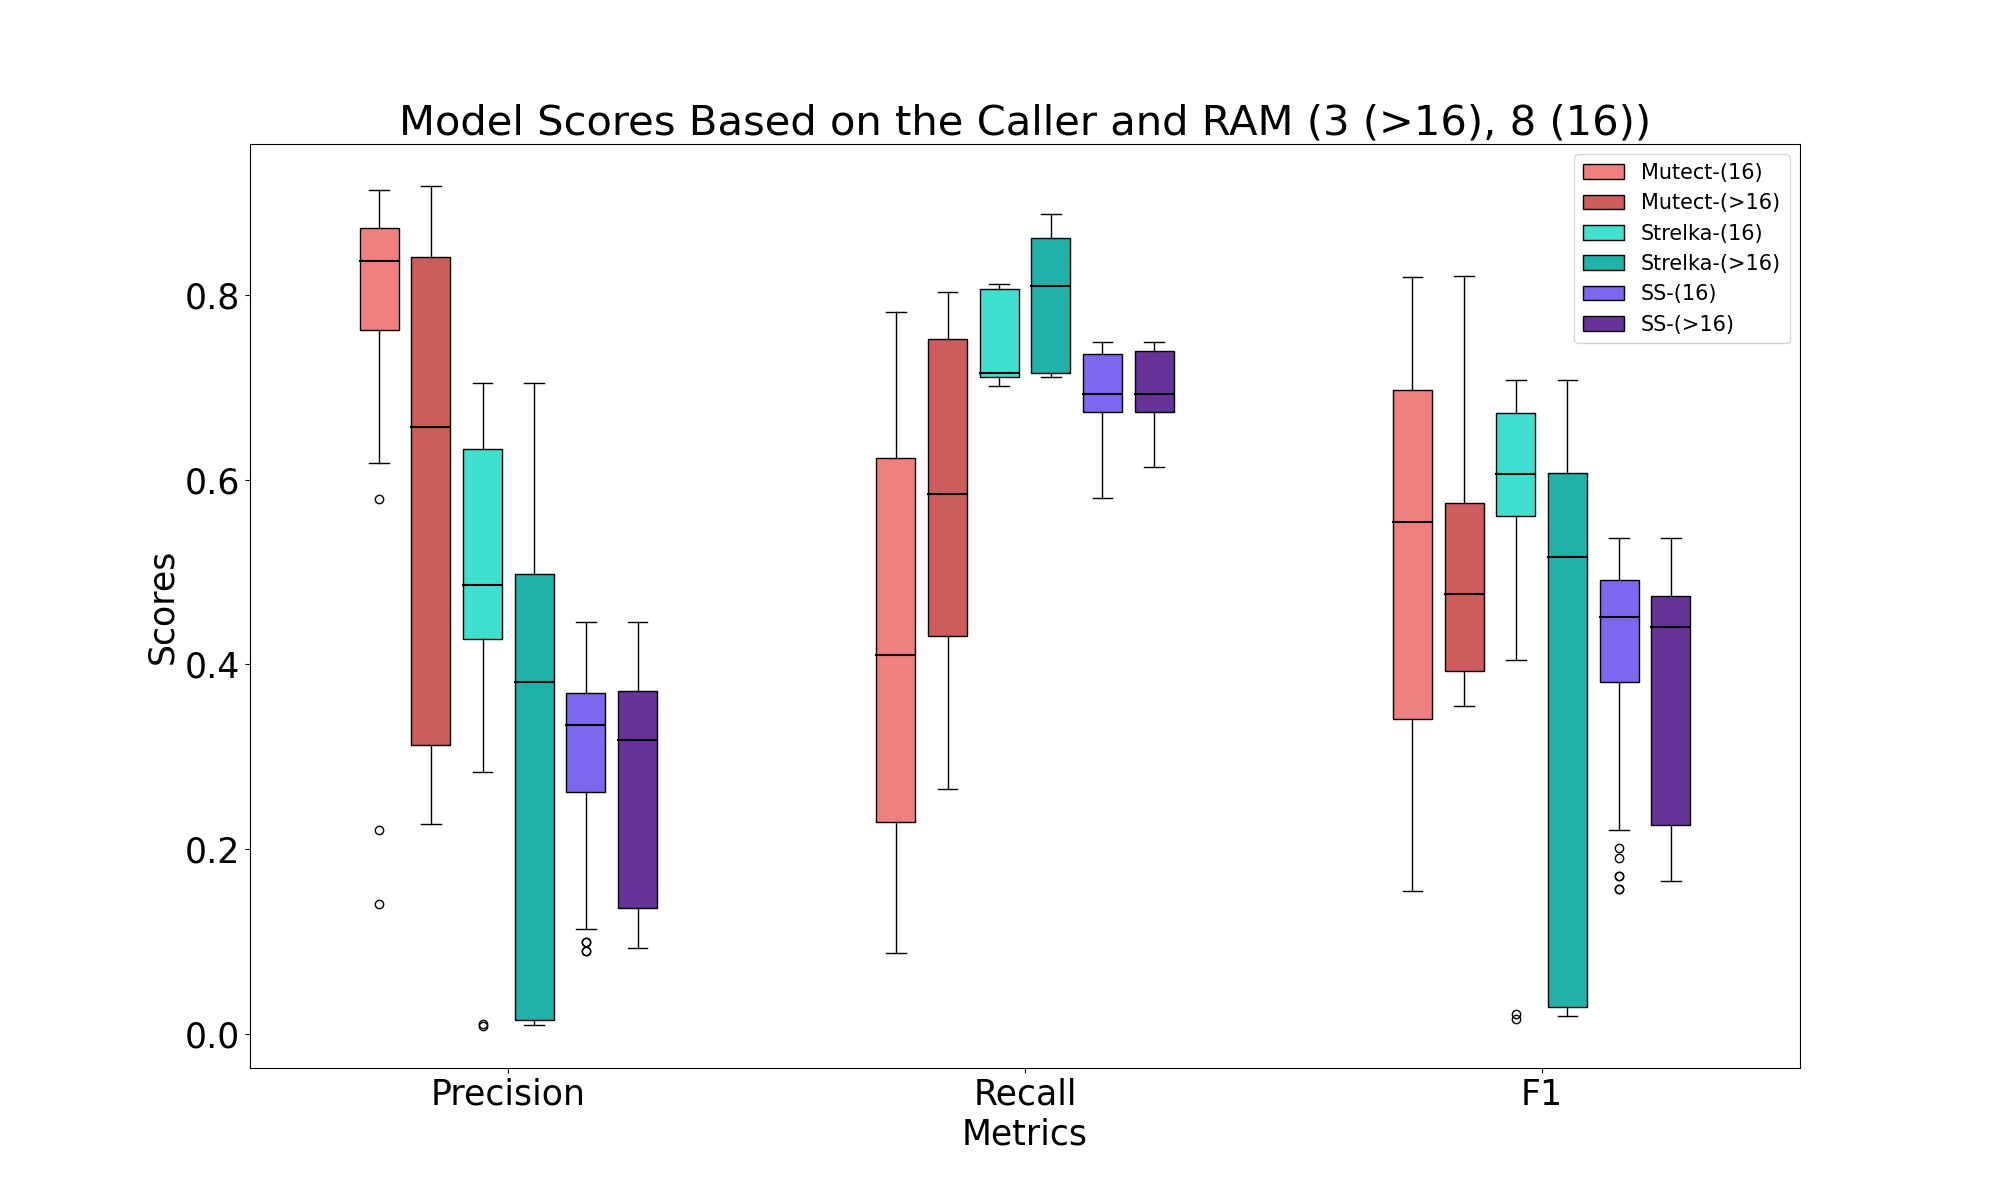 Model Scores Based on the Caller and RAM (3 (>16), 8 (16))
Mutect-(16)
Mutect-(>16)
Strelka-(16)
Strelka-(>16)
SS-(16)
SS-(>16)
Scores
0.8
0.6
0.4
0.2
0.0
Precision
Recall
F1
Metrics